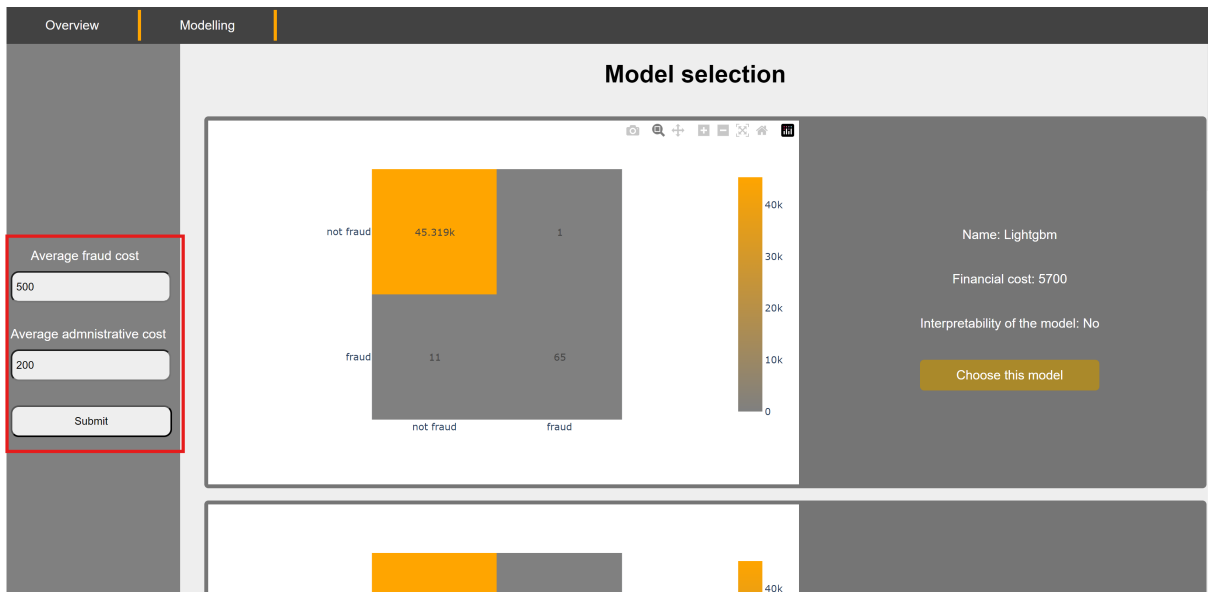 Overview Modelling
Model selection
Average fraud cost
500
Average admnistrative cost
200
Submit
not fraud 45.319k 1
fraud 11 65
not fraud fraud
40k
30k
20k
10k
0
Name: Lightgbm
Financial cost: 5700
Interpretability of the model: No
Choose this model
40k